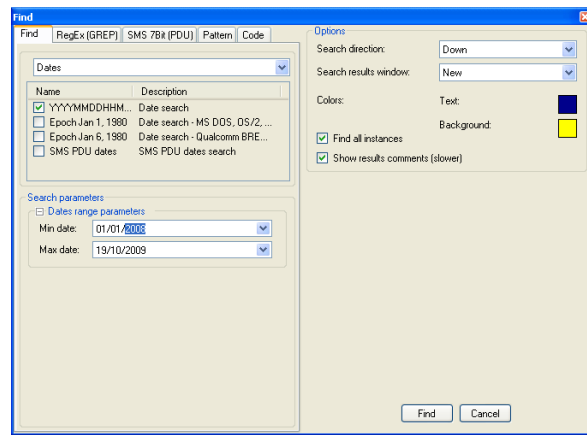 Find
Find RegEx (GREP) SMS 7Bit (PDU) Pattern Code
Dates
Name Description
YYYYMMDDHHM... Date search
Epoch Jan 1, 1980 Date search - MS DOS, OS/2, ...
Epoch Jan 6, 1980 Date search - Qualcomm BRE...
SMS PDU dates SMS PDU dates search
Search parameters
Dates range parameters
Min date: 01/01/2008
Max date: 19/10/2009
Options
Search direction: Down
Search results window: New
Colors: Text:
Background:
Find all instances
Show results comments (slower)
Find Cancel